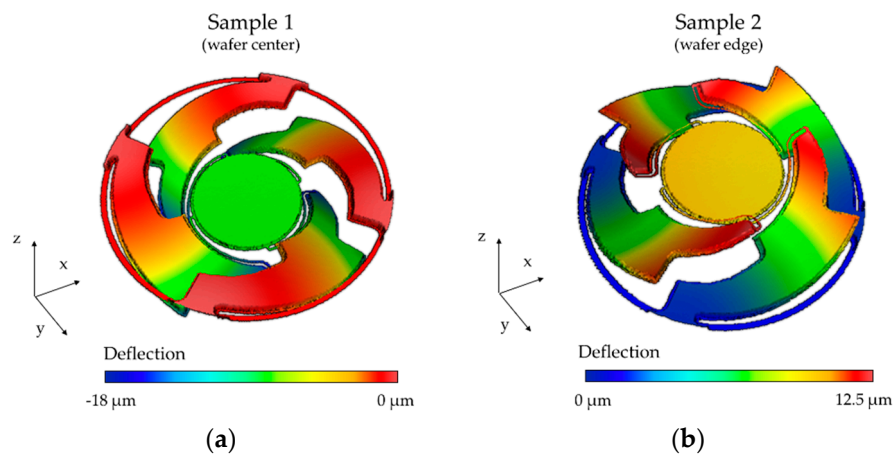 Sample 1
(wafer center)
z
x
y
Deflection
-18 μm
0 μm
(a)
Sample 2
(wafer edge)
z
x
y
Deflection
0 μm
12.5 μm
(b)